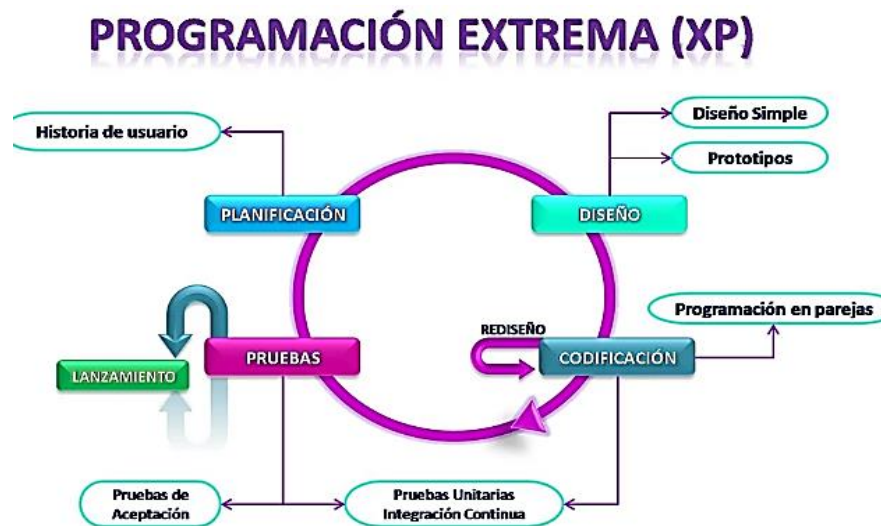 PROGRAMACIÓN EXTREMA (XP)
Historia de usuario
Diseño Simple
Prototipos
PLANIFICACIÓN
DISEÑO
Programación en parejas
REDISEÑO
CODIFICACIÓN
PRUEBAS
LANZAMIENTO
Pruebas de
Aceptación
Pruebas Unitarias
Integración Continua